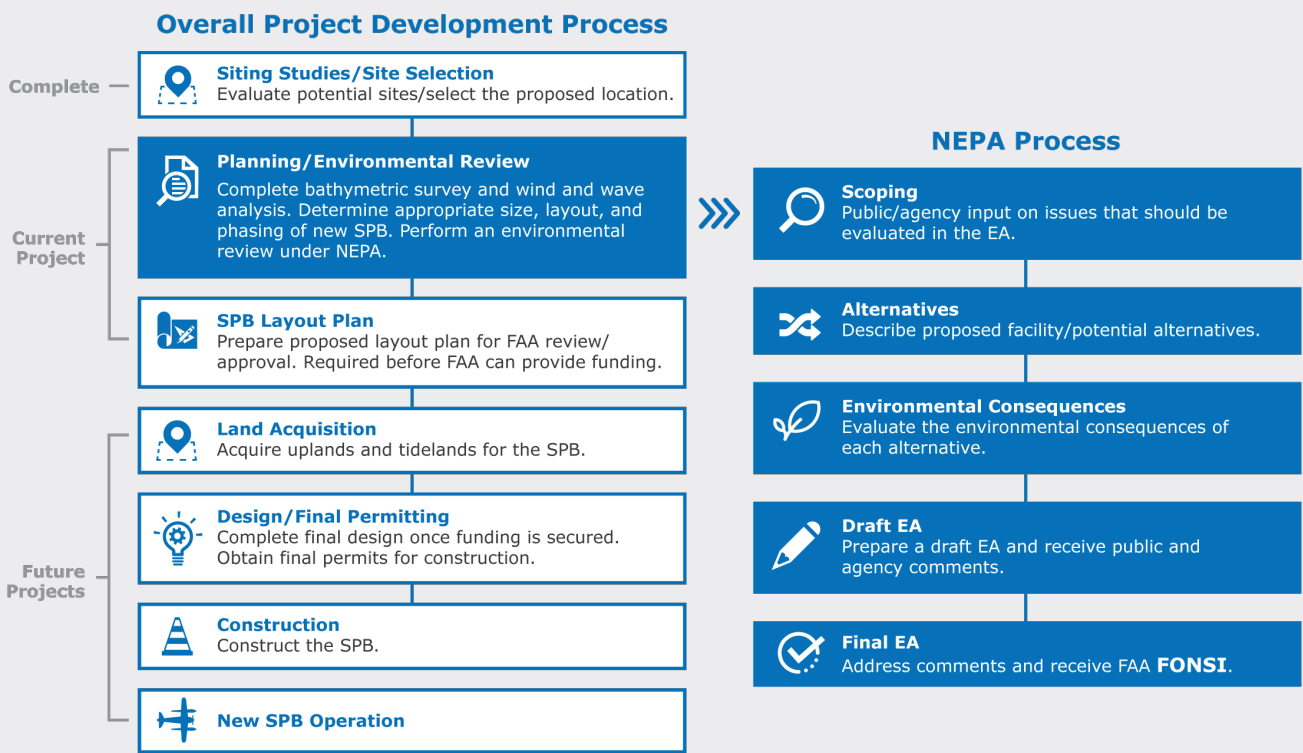 Overall Project Development Process
Complete
Siting Studies/Site Selection
Evaluate potential sites/select the proposed location.
Current
Project
Planning/Environmental Review
Complete bathymetric survey and wind and wave
analysis. Determine appropriate size, layout, and
phasing of new SPB. Perform an environmental
review under NEPA.
SPB Layout Plan
Prepare proposed layout plan for FAA review/
approval. Required before FAA can provide funding.
Future
Projects
Land Acquisition
Acquire uplands and tidelands for the SPB.
Design/Final Permitting
Complete final design once funding is secured.
Obtain final permits for construction.
Construction
Construct the SPB.
New SPB Operation
NEPA Process
Scoping
Public/agency input on issues that should be
evaluated in the EA.
Alternatives
Describe proposed facility/potential alternatives.
Environmental Consequences
Evaluate the environmental consequences of
each alternative.
Draft EA
Prepare a draft EA and receive public and
agency comments.
Final EA
Address comments and receive FAA FONSI.